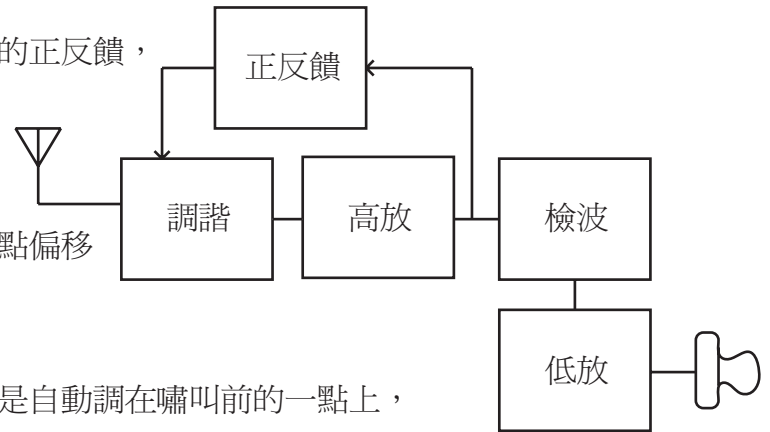 的正反饋，
正反饋
調諧
高放
檢波
點偏移
低放
是自動調在嘯叫前的一點上，